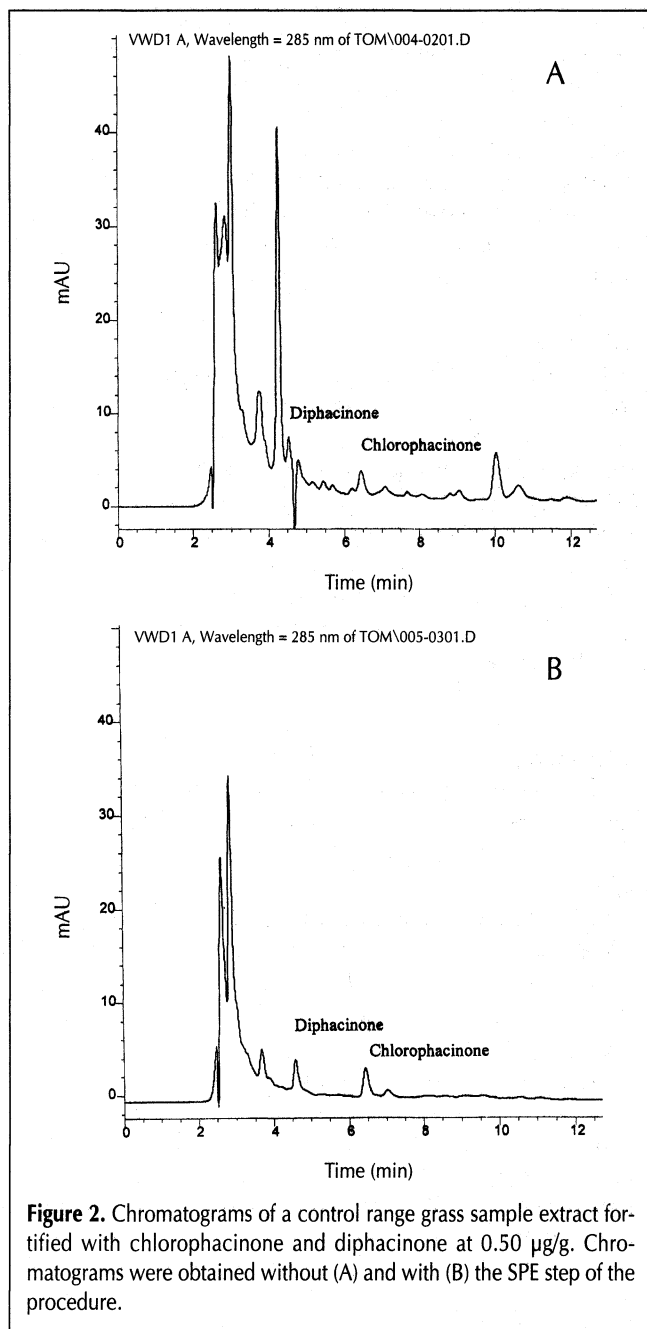 VWD1 A, Wavelength = 285 nm of TOM\004-0201.D
A
40
30
mAU
20
10
Diphacinone
Chlorophacinone
0
0 2 4 6 8 10 12
Time (min)
VWD1 A, Wavelength = 285 nm of TOM\005-0301.D
B
40
30
mAU
20
10
Diphacinone
Chlorophacinone
0
0 2 4 6 8 10 12
Time (min)
Figure 2. Chromatograms of a control range grass sample extract for-
tified with chlorophacinone and diphacinone at 0.50 µg/g. Chro-
matograms were obtained without (A) and with (B) the SPE step of the
procedure.